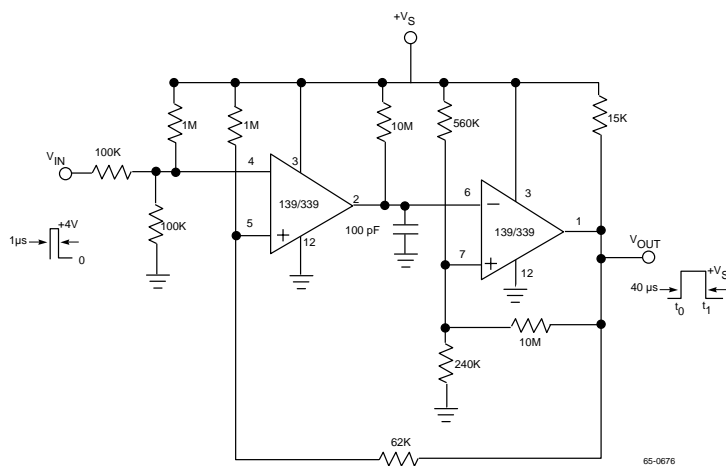 +VS
1M
1M
10M
560K
15K
VIN
100K
4
3
139/339
2
6
−
3
139/339
1
100K
5
+
12
100 pF
7
+
12
VOUT
1µs
+4V
0
40 µs
+VS
t0
t1
10M
240K
62K
65-0676